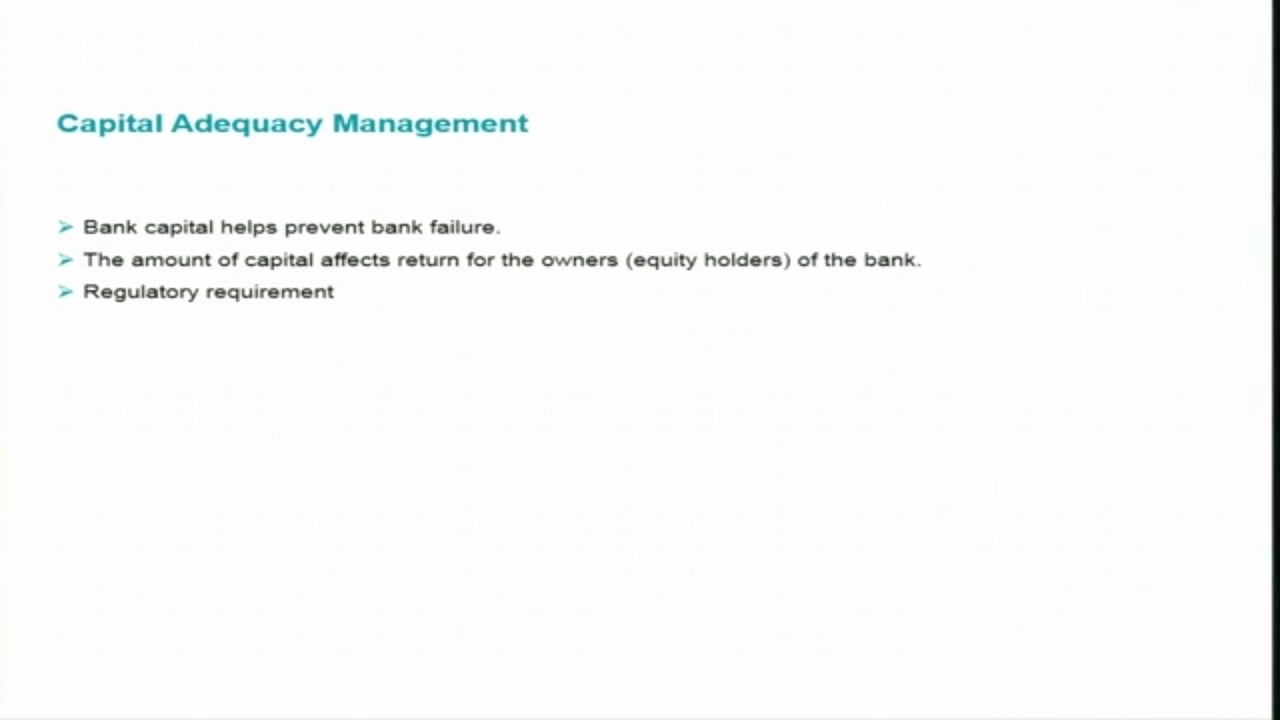 Capital Adequacy Management
➢ Bank capital helps prevent bank failure.
➢ The amount of capital affects return for the owners (equity holders) of the bank.
➢ Regulatory requirement